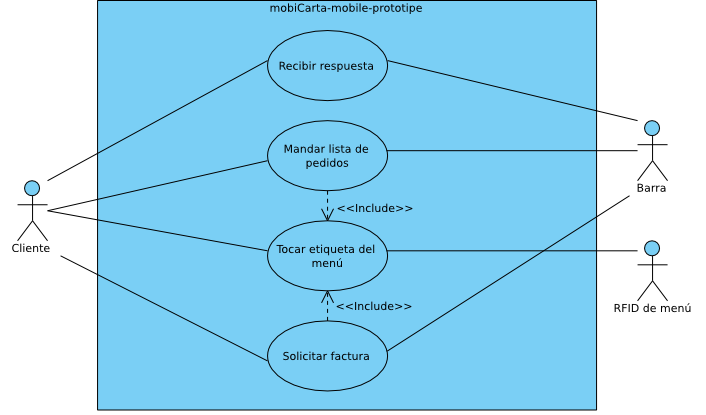 mobiCarta-mobile-prototipe
Recibir respuesta
Mandar lista de
pedidos
<<Include>>
Barra
Cliente
Tocar etiqueta del
menú
<<Include>>
RFID de menú
Solicitar factura